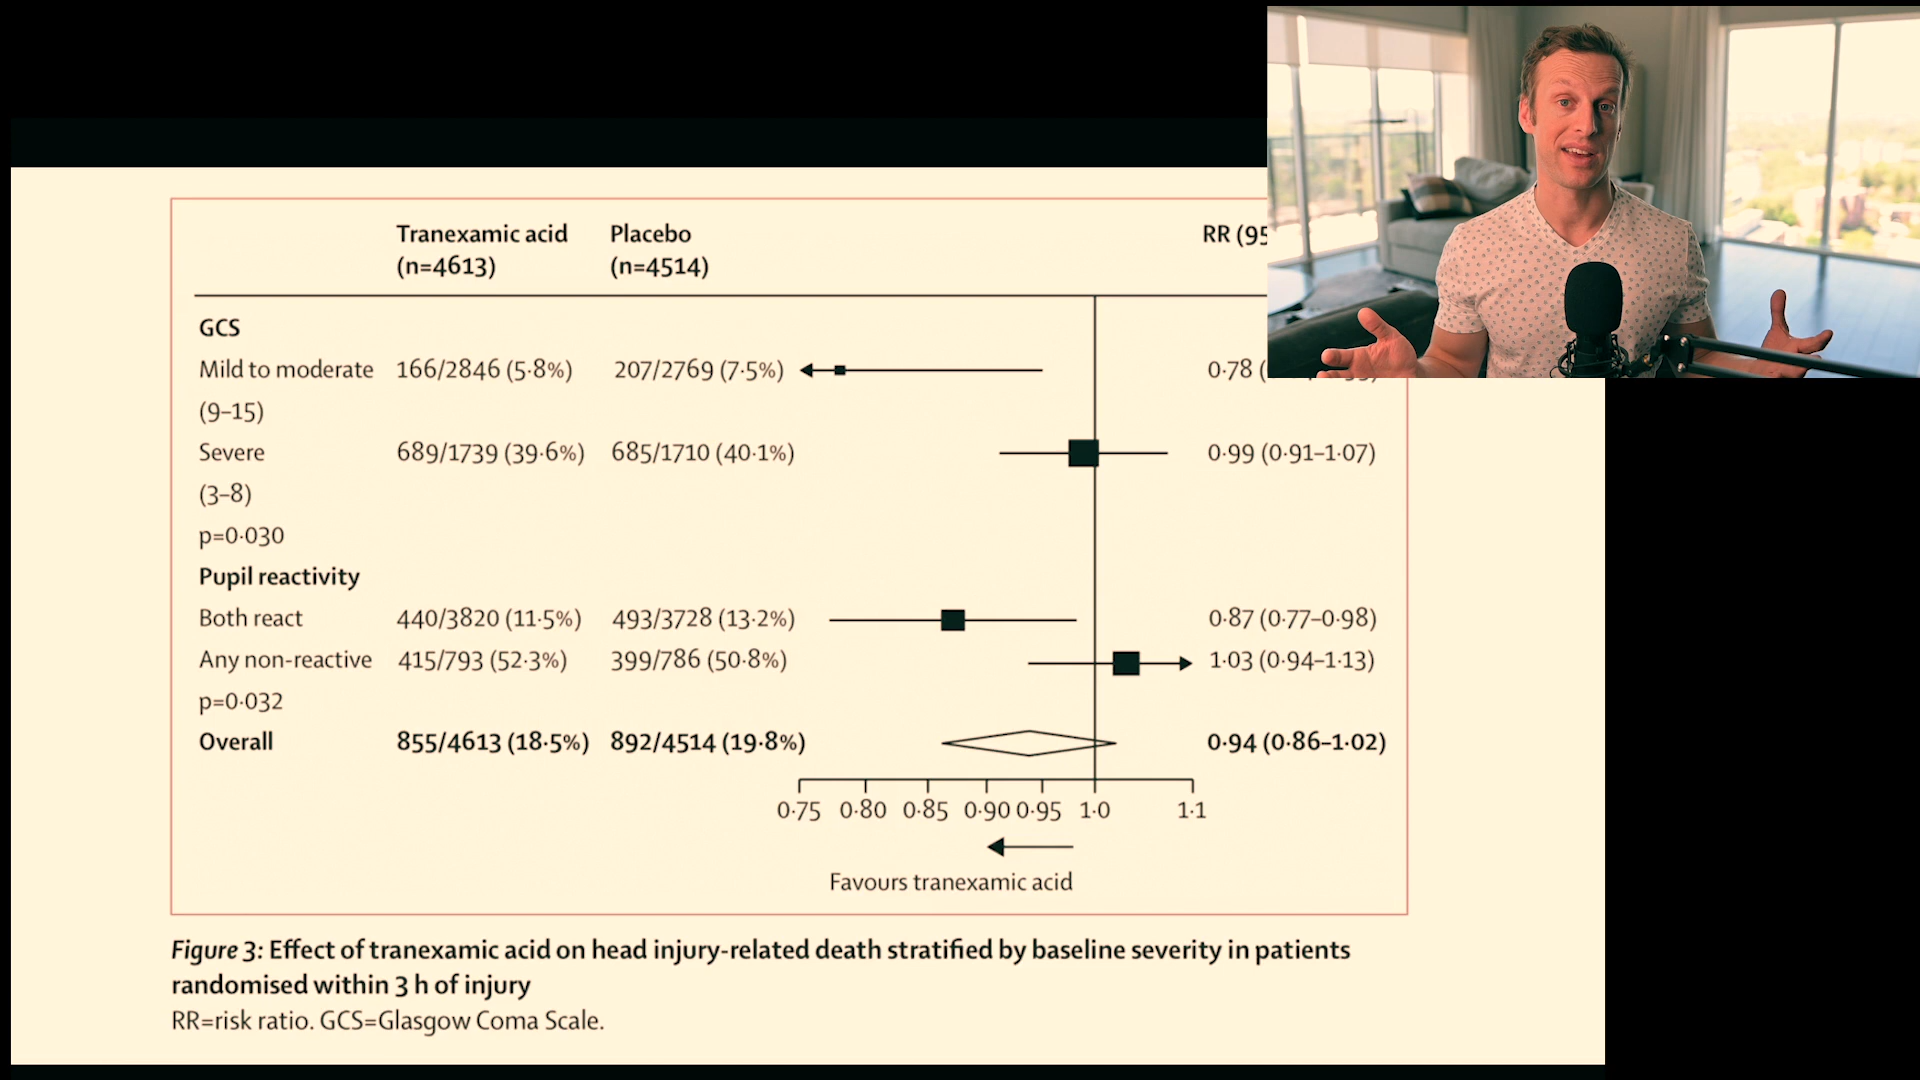 Tranexamic acid Placebo RR (95
(n=4613) (n=4514)
GCS
Mild to moderate 166/2846 (5·8%) 207/2769 (7·5%) 0·78 (
(9–15)
Severe 689/1739 (39·6%) 685/1710 (40·1%) 0·99 (0·91–1·07)
(3–8)
p=0·030
Pupil reactivity
Both react 440/3820 (11·5%) 493/3728 (13·2%) 0·87 (0·77–0·98)
Any non-reactive 415/793 (52·3%) 399/786 (50·8%) 1·03 (0·94–1·13)
p=0·032
Overall 855/4613 (18·5%) 892/4514 (19·8%) 0·94 (0·86–1·02)
0·75 0·80 0·85 0·90 0·95 1·0 1·1
Favours tranexamic acid
Figure 3: Effect of tranexamic acid on head injury-related death stratified by baseline severity in patients
randomised within 3 h of injury
RR=risk ratio. GCS=Glasgow Coma Scale.